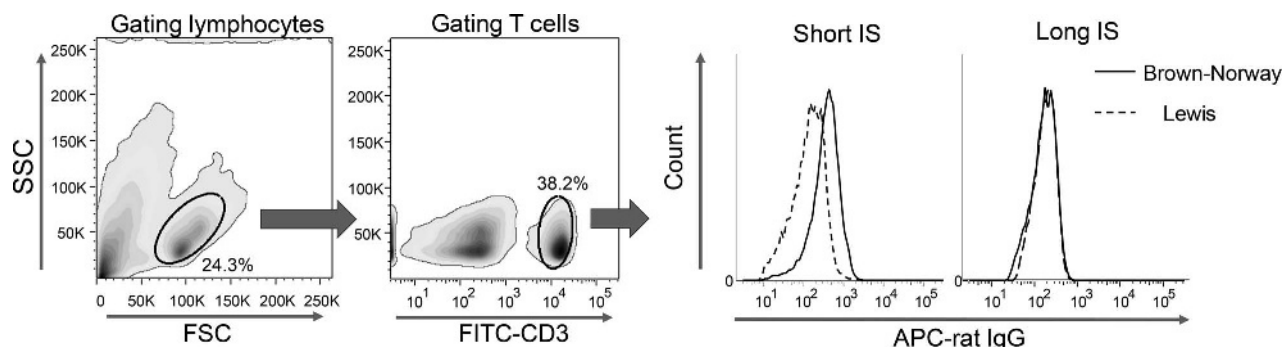 Gating lymphocytes
250K
200K
150K
100K
50K
0
SSC
24.3%
0 50K 100K 150K 200K 250K
FSC
Gating T cells
250K
200K
150K
100K
50K
38.2%
10^1 10^2 10^3 10^4 10^5
FITC-CD3
Short IS
Long IS
Count
0
10^1 10^2 10^3 10^4 10^5
0
10^1 10^2 10^3 10^4 10^5
APC-rat IgG
Brown-Norway
Lewis